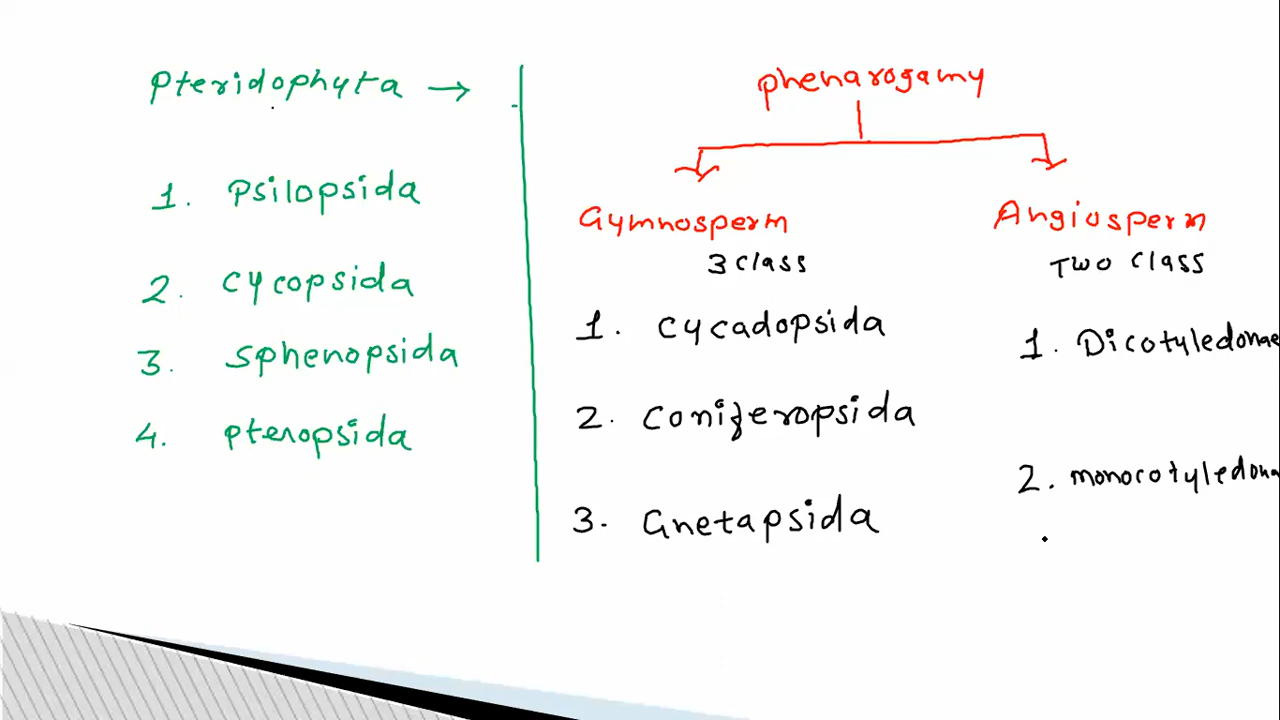 Pteridophyta →
1. Psilopsida
2. Cycopsida
3. Sphenopsida
4. Pteropsida
phenarogamy
Gymnosperm
3 class
1. Cycadopsida
2. Coniferopsida
3. Gnetapsida
Angiosperm
Two class
1. Dicotyledonae
2. monocotyledona